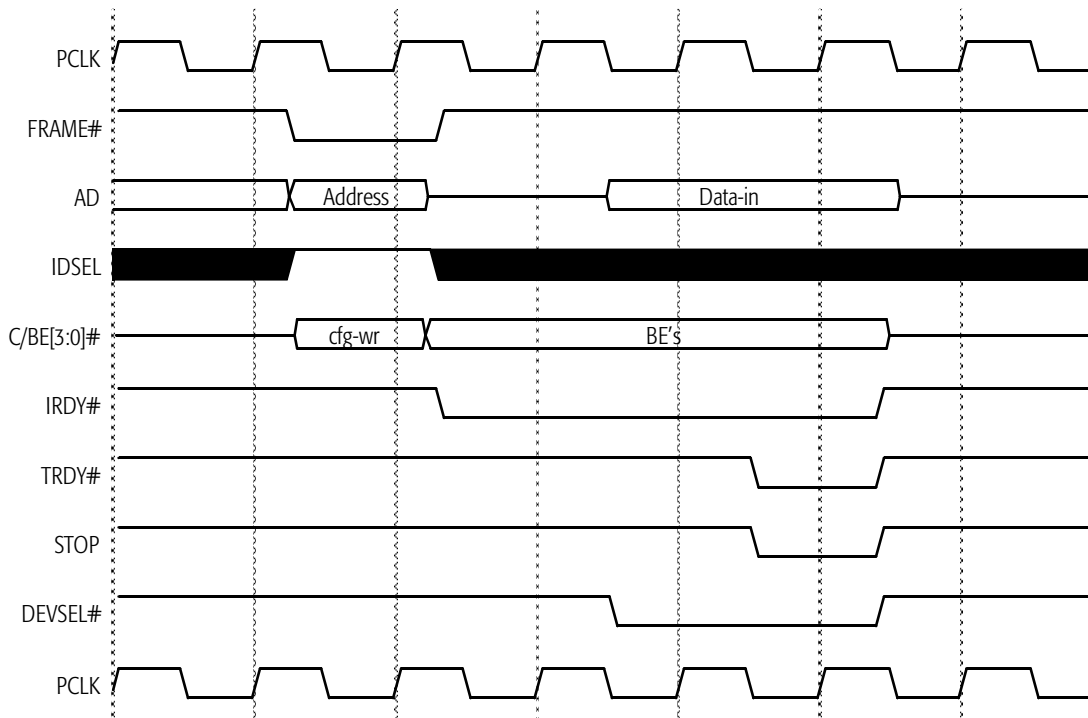 PCLK
FRAME#
AD
Address
Data-in
IDSEL
C/BE[3:0]#
cfg-wr
BE's
IRDY#
TRDY#
STOP
DEVSEL#
PCLK